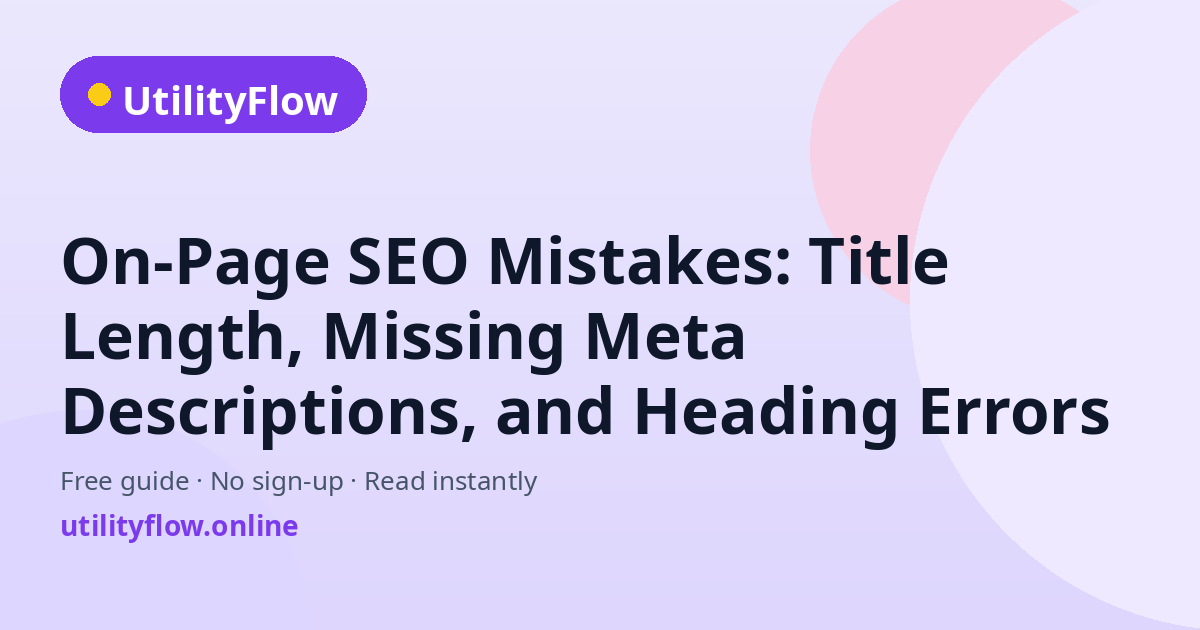 UtilityFlow
On-Page SEO Mistakes: Title
Length, Missing Meta
Descriptions, and Heading Errors
Free guide · No sign-up · Read instantly
utilityflow.online